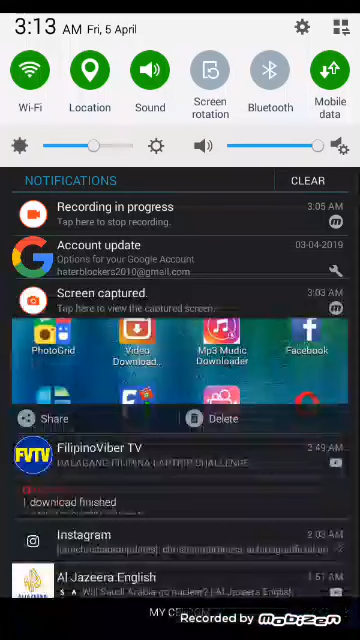 3:13 AM Fri, 5 April
Wi-Fi
Location
Sound
Screen rotation
Bluetooth
Mobile data
NOTIFICATIONS
CLEAR
Recording in progress
3:05 AM
Tap here to stop recording.
Account update
03-04-2019
Options for your Google Account
haterblockers2010@gmail.com
Screen captured.
3:03 AM
Tap here to view the captured screen.
PhotoGrid
Video Download..
Mp3 Music Downloader
Facebook
Share
Delete
FVTV
FilipinoViber TV
2:49 AM
CHALLENGE
1 download finished
Instagram
2:03 AM
Al Jazeera English
1:51 AM
Recorded by Mobizen